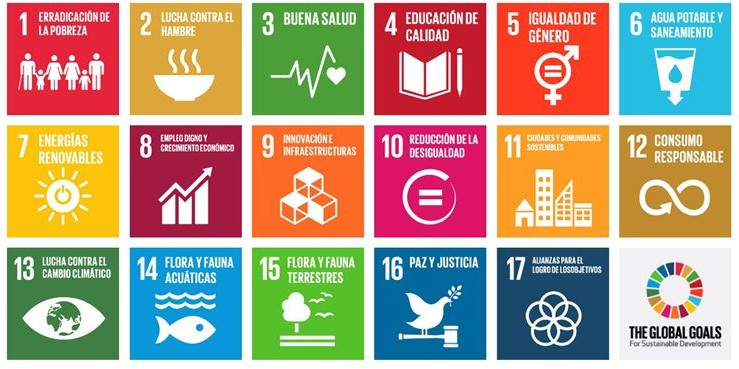 1 ERRADICACIÓN DE
LA POBREZA
2 LUCHA CONTRA EL
HAMBRE
3 BUENA SALUD
4 EDUCACIÓN DE
CALIDAD
5 IGUALDAD DE
GÉNERO
6 AGUA POTABLE Y
SANEAMIENTO
7 ENERGÍAS
RENOVABLES
8 EMPLEO DIGNO Y
CRECIMIENTO ECONÓMICO
9 INNOVACIÓN E
INFRAESTRUCTURAS
10 REDUCCIÓN DE LA
DESIGUALDAD
11 CIUDADES Y COMUNIDADES
SOSTENIBLES
12 CONSUMO
RESPONSABLE
13 LUCHA CONTRA EL
CAMBIO CLIMÁTICO
14 FLORA Y FAUNA
ACUÁTICAS
15 FLORA Y FAUNA
TERRESTRES
16 PAZ Y JUSTICIA
17 ALIANZAS PARA EL
LOGRO DE LOSOBJETIVOS
THE GLOBAL GOALS
For Sustainable Development